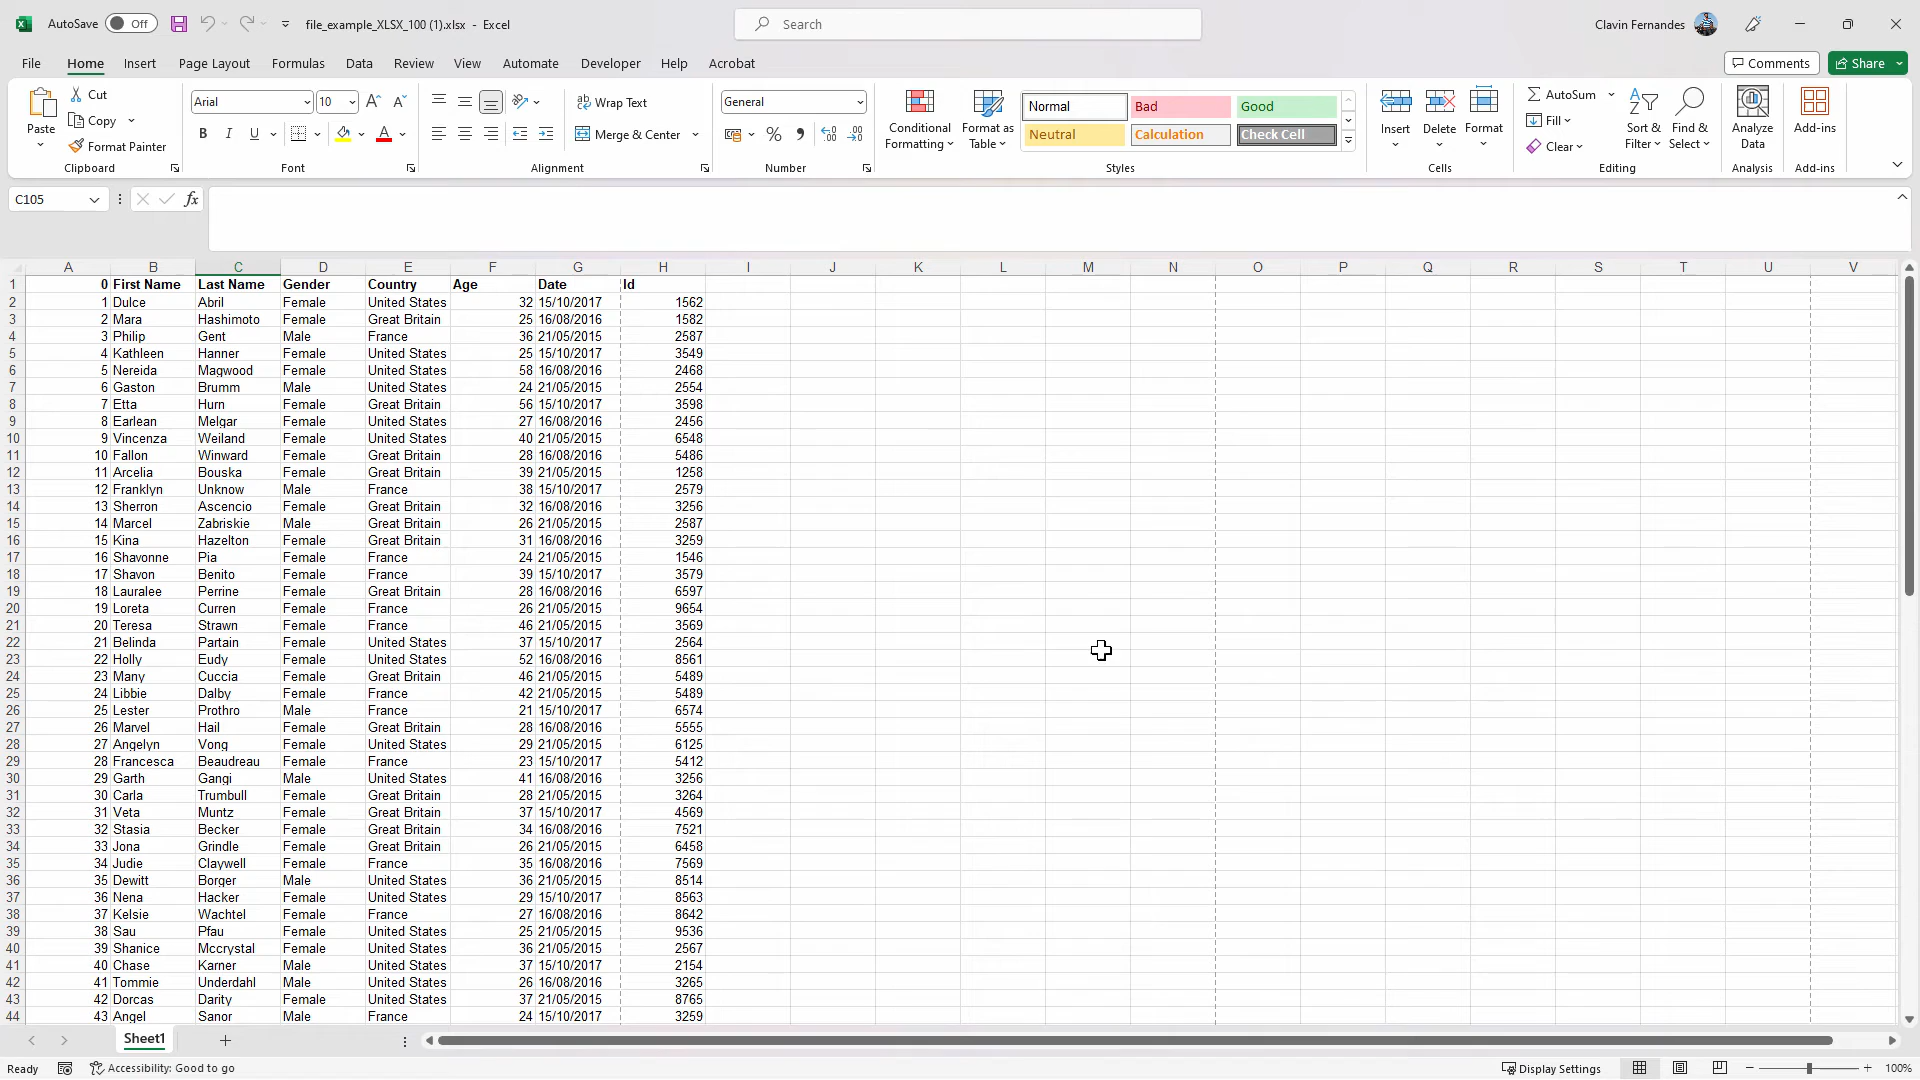 AutoSave Off file_example_XLSX_100 (1).xlsx - Excel Search Clavin Fernandes
File Home Insert Page Layout Formulas Data Review View Automate Developer Help Acrobat Comments Share
Paste Cut Copy Format Painter Clipboard
Arial 10 B I U A Font
ab Wrap Text Merge & Center Alignment
General % , Number
Conditional Formatting Format as Table Normal Bad Good Neutral Calculation Check Cell Styles
Insert Delete Format Cells
AutoSum Fill Clear Sort & Filter Find & Select Editing
Analyze Data Analysis
Add-ins Add-ins
C105 fx
A B C D E F G H I J K L M N O P Q R S T U V
1 0 First Name Last Name Gender Country Age Date Id
2 1 Dulce Abril Female United States 32 15/10/2017 1562
3 2 Mara Hashimoto Female Great Britain 25 16/08/2016 1582
4 3 Philip Gent Male France 36 21/05/2015 2587
5 4 Kathleen Hanner Female United States 25 15/10/2017 3549
6 5 Nereida Magwood Female United States 58 16/08/2016 2468
7 6 Gaston Brumm Male United States 24 21/05/2015 2554
8 7 Etta Hurn Female Great Britain 56 15/10/2017 3598
9 8 Earlean Melgar Female United States 27 16/08/2016 2456
10 9 Vincenza Weiland Female United States 40 21/05/2015 6548
11 10 Fallon Winward Female Great Britain 28 16/08/2016 5486
12 11 Arcelia Bouska Female Great Britain 39 21/05/2015 1258
13 12 Franklyn Unknow Male France 38 15/10/2017 2579
14 13 Sherron Ascencio Female Great Britain 32 16/08/2016 3256
15 14 Marcel Zabriskie Male Great Britain 26 21/05/2015 2587
16 15 Kina Hazelton Female Great Britain 31 16/08/2016 3259
17 16 Shavonne Pia Female France 24 21/05/2015 1546
18 17 Shavon Benito Female France 39 15/10/2017 3579
19 18 Lauralee Perrine Female Great Britain 28 16/08/2016 6597
20 19 Loreta Curren Female France 26 21/05/2015 9654
21 20 Teresa Strawn Female France 46 21/05/2015 3569
22 21 Belinda Partain Female United States 37 15/10/2017 2564
23 22 Holly Eudy Female United States 52 16/08/2016 8561
24 23 Many Cuccia Female Great Britain 46 21/05/2015 5489
25 24 Libbie Dalby Female France 42 21/05/2015 5489
26 25 Lester Prothro Male France 21 15/10/2017 6574
27 26 Marvel Hail Female Great Britain 28 16/08/2016 5555
28 27 Angelyn Vong Female United States 29 21/05/2015 6125
29 28 Francesca Beaudreau Female France 23 15/10/2017 5412
30 29 Garth Gangi Male United States 41 16/08/2016 3256
31 30 Carla Trumbull Female Great Britain 28 21/05/2015 3264
32 31 Veta Muntz Female Great Britain 37 15/10/2017 4569
33 32 Stasia Becker Female Great Britain 34 16/08/2016 7521
34 33 Jona Grindle Female Great Britain 26 21/05/2015 6458
35 34 Judie Claywell Female France 35 16/08/2016 7569
36 35 Dewitt Borger Male United States 36 21/05/2015 8514
37 36 Nena Hacker Female United States 29 15/10/2017 8563
38 37 Kelsie Wachtel Female France 27 16/08/2016 8642
39 38 Sau Pfau Female United States 25 21/05/2015 9536
40 39 Shanice Mccrystal Female United States 36 21/05/2015 2567
41 40 Chase Karner Male United States 37 15/10/2017 2154
42 41 Tommie Underdahl Male United States 26 16/08/2016 3265
43 42 Dorcas Darity Female United States 37 21/05/2015 8765
44 43 Angel Sanor Male France 24 15/10/2017 3259
Sheet1
Ready Accessibility: Good to go Display Settings 100%